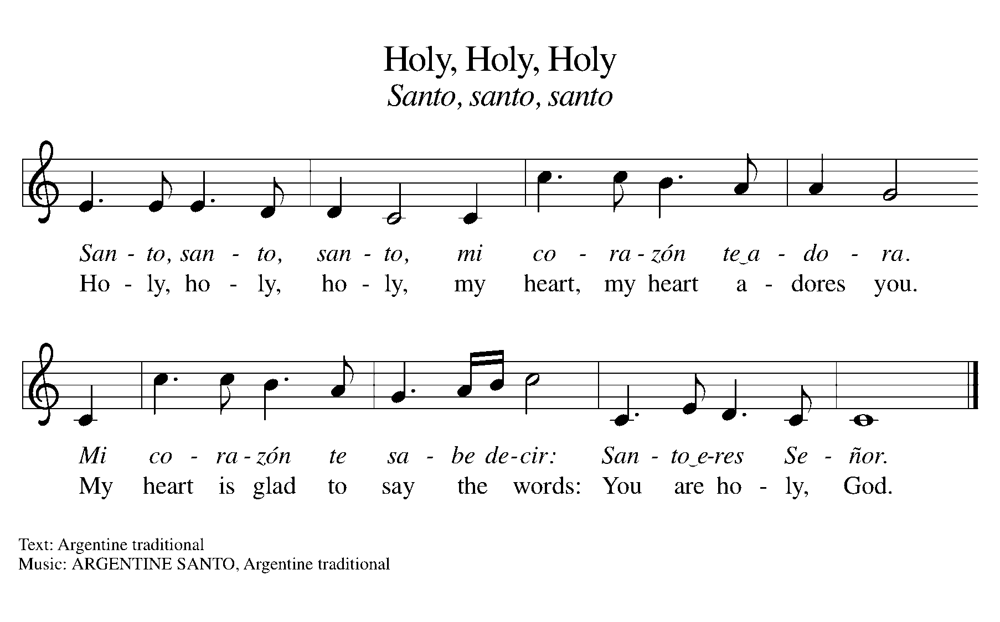 Holy, Holy, Holy
Santo, santo, santo
San - to, san - to, san - to, mi co - ra - zón te‿a - do - ra.
Ho - ly, ho - ly, ho - ly, my heart, my heart a - dores you.
Mi co - ra - zón te sa - be de-cir: San - to‿e-res Se - ñor.
My heart is glad to say the words: You are ho - ly, God.
Text: Argentine traditional
Music: ARGENTINE SANTO, Argentine traditional